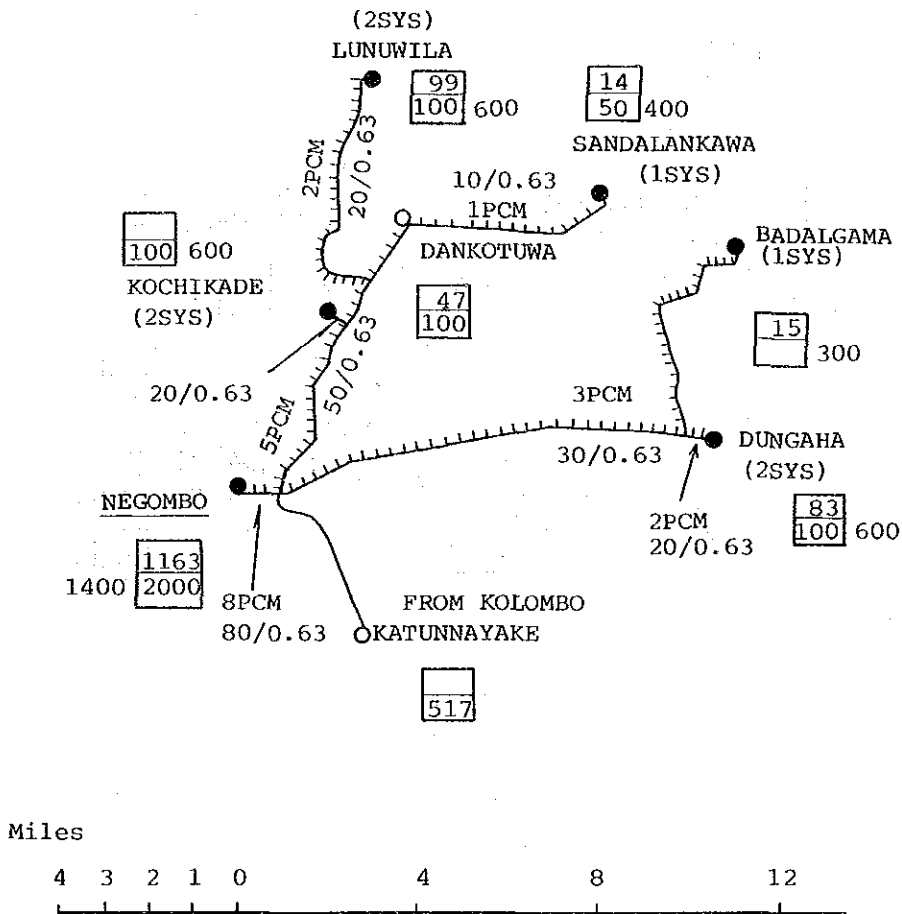 (2SYS)
LUNUWILA
99
100 600
14
50 400
SANDALANKAWA
(1SYS)
2PCM
20/0.63
10/0.63
1PCM
DANKOTUWA
100 600
KOCHIKADE
(2SYS)
BADALGAMA
(1SYS)
47
100
15
300
20/0.63
5PCM
50/0.63
3PCM
30/0.63
DUNGAHA
(2SYS)
NEGOMBO
2PCM
20/0.63
83
100 600
1163
1400 2000
8PCM
80/0.63
FROM KOLOMBO
KATUNNAYAKE
517
Miles
4 3 2 1 0 4 8 12